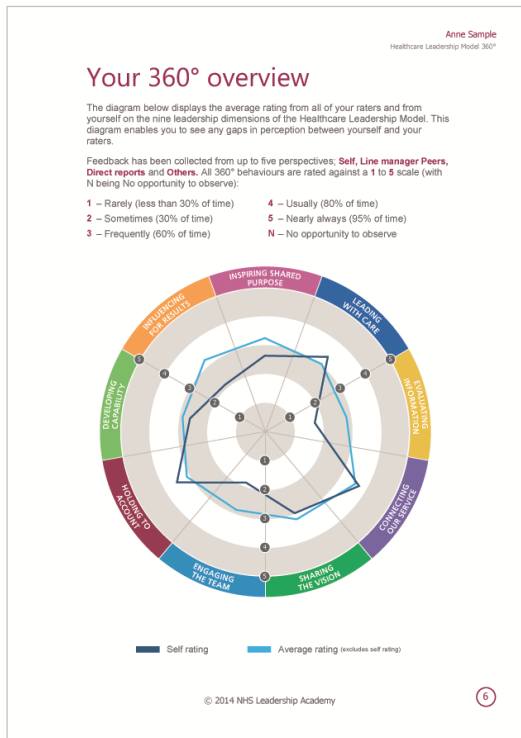 Anne Sample
Healthcare Leadership Model 360°
Your 360° overview
The diagram below displays the average rating from all of your raters and from
yourself on the nine leadership dimensions of the Healthcare Leadership Model. This
diagram enables you to see any gaps in perception between yourself and your
raters.
Feedback has been collected from up to five perspectives; Self, Line manager Peers,
Direct reports and Others. All 360° behaviours are rated against a 1 to 5 scale (with
N being No opportunity to observe):
1 – Rarely (less than 30% of time)
2 – Sometimes (30% of time)
3 – Frequently (60% of time)
4 – Usually (80% of time)
5 – Nearly always (95% of time)
N – No opportunity to observe
INSPIRING SHARED
PURPOSE
LEADING
WITH CARE
EVALUATING
INFORMATION
CONNECTING
OUR SERVICE
SHARING
THE VISION
ENGAGING
THE TEAM
HOLDING TO
ACCOUNT
DEVELOPING
CAPABILITY
INFLUENCING
FOR RESULTS
5
4
3
2
1
1
2
3
4
5
1
2
3
4
5
Self rating
Average rating (excludes self rating)
© 2014 NHS Leadership Academy
6